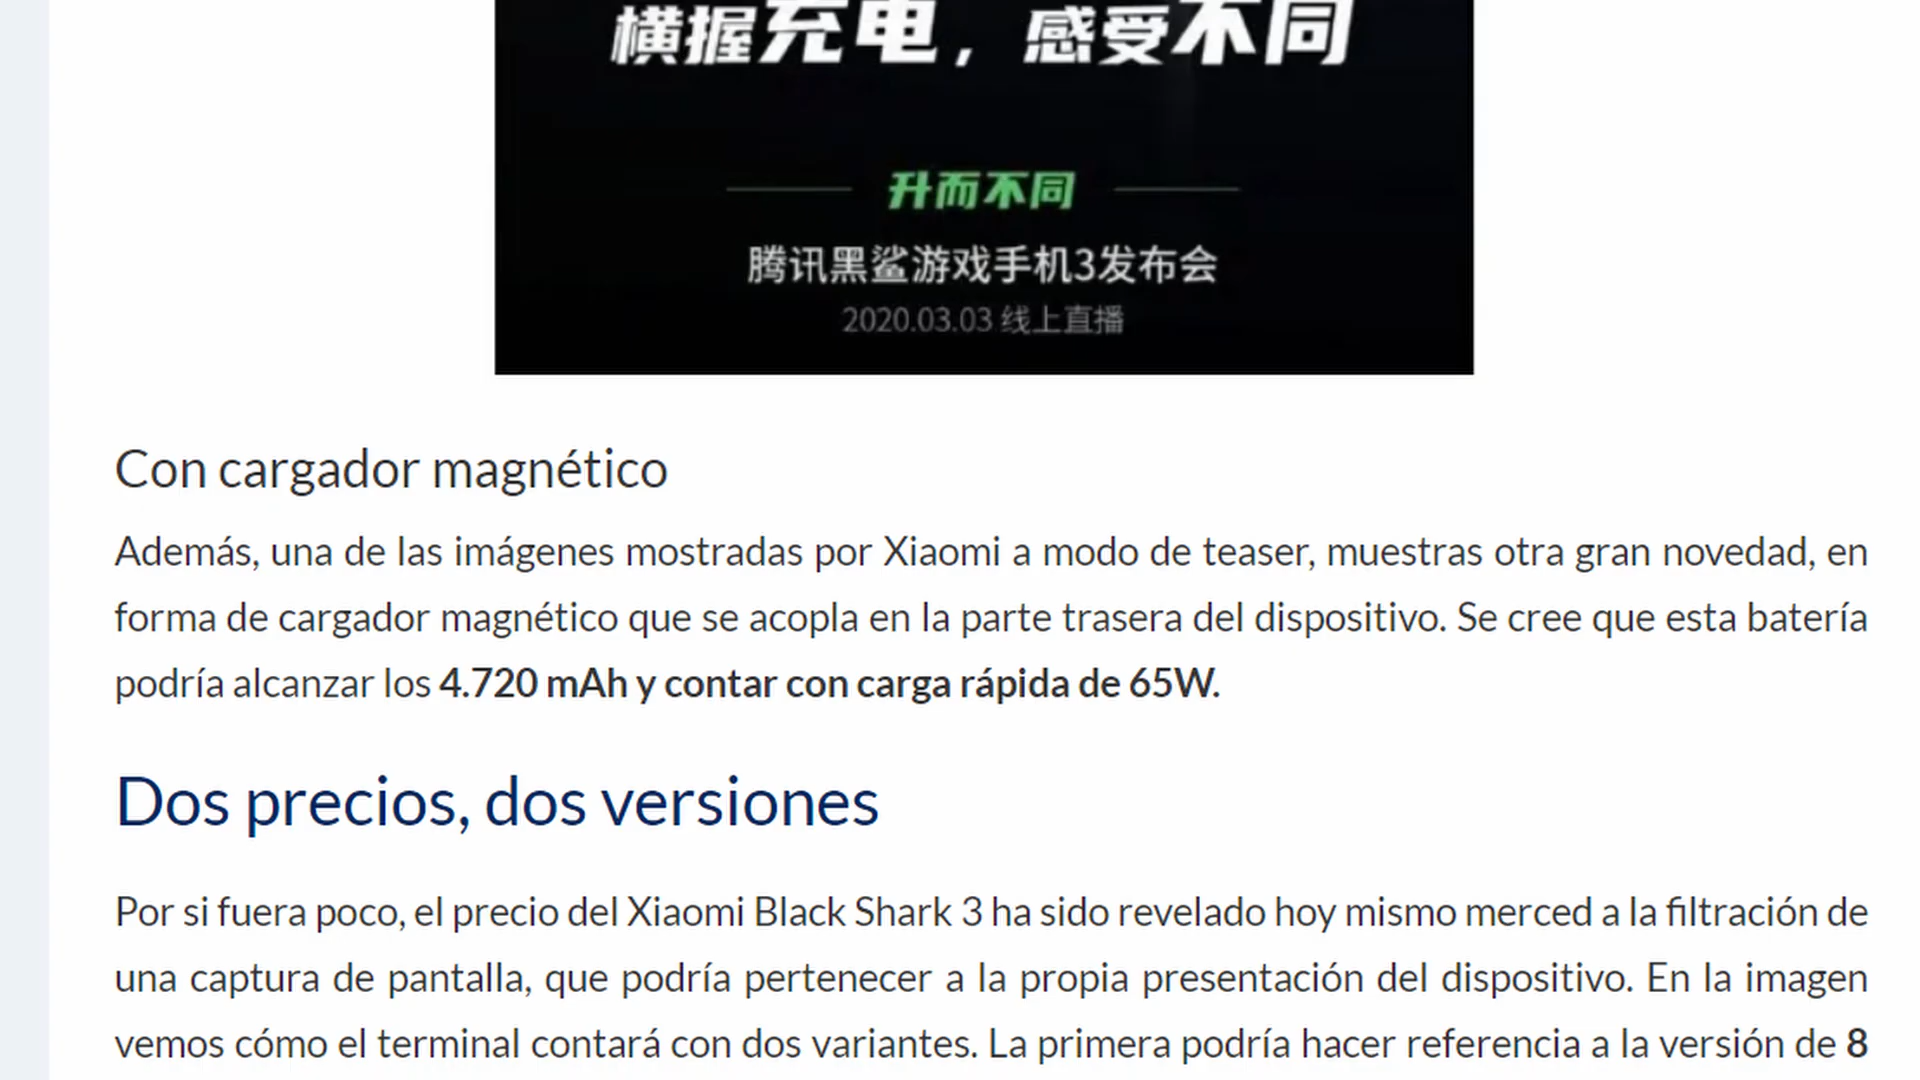 横握充电，感受不同
升而不同
腾讯黑鲨游戏手机3发布会
2020.03.03 线上直播
Con cargador magnético
Además, una de las imágenes mostradas por Xiaomi a modo de teaser, muestras otra gran novedad, en
forma de cargador magnético que se acopla en la parte trasera del dispositivo. Se cree que esta batería
podría alcanzar los 4.720 mAh y contar con carga rápida de 65W.
Dos precios, dos versiones
Por si fuera poco, el precio del Xiaomi Black Shark 3 ha sido revelado hoy mismo merced a la filtración de
una captura de pantalla, que podría pertenecer a la propia presentación del dispositivo. En la imagen
vemos cómo el terminal contará con dos variantes. La primera podría hacer referencia a la versión de 8